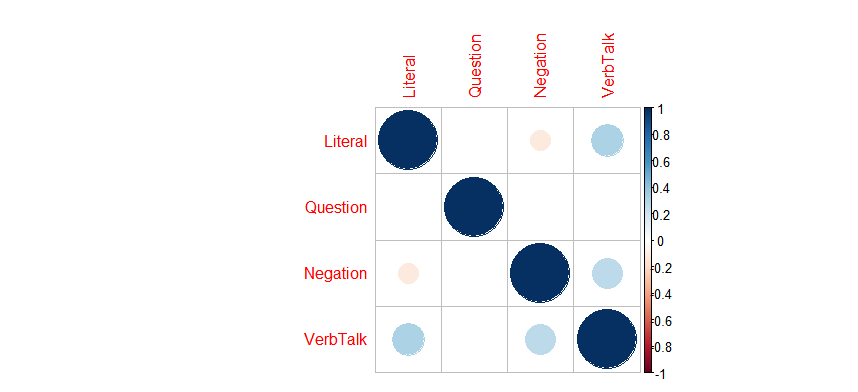 Literal
Question
Negation
VerbTalk
Literal
Question
Negation
VerbTalk
1
0.8
0.6
0.4
0.2
0
-0.2
-0.4
-0.6
-0.8
-1